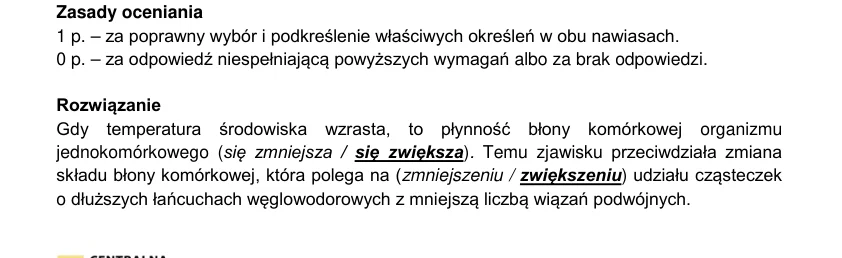 Zasady oceniania
1 p. – za poprawny wybór i podkreślenie właściwych określeń w obu nawiasach.
0 p. – za odpowiedź niespełniającą powyższych wymagań albo za brak odpowiedzi.
Rozwiązanie
Gdy temperatura środowiska wzrasta, to płynność błony komórkowej organizmu
jednokomórkowego (się zmniejsza / się zwiększa). Temu zjawisku przeciwdziała zmiana
składu błony komórkowej, która polega na (zmniejszeniu / zwiększeniu) udziału cząsteczek
o dłuższych łańcuchach węglowodorowych z mniejszą liczbą wiązań podwójnych.
CENTRALNA